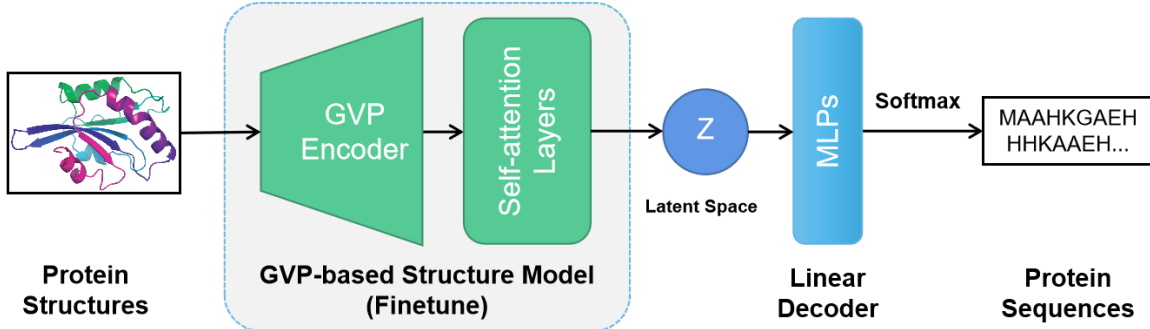 GVP
Encoder
Self-attention
Layers
Z
Latent Space
MLPs
Softmax
MAAHKGAEH
HHKAAEH...
Protein
Structures
GVP-based Structure Model
(Finetune)
Linear
Decoder
Protein
Sequences